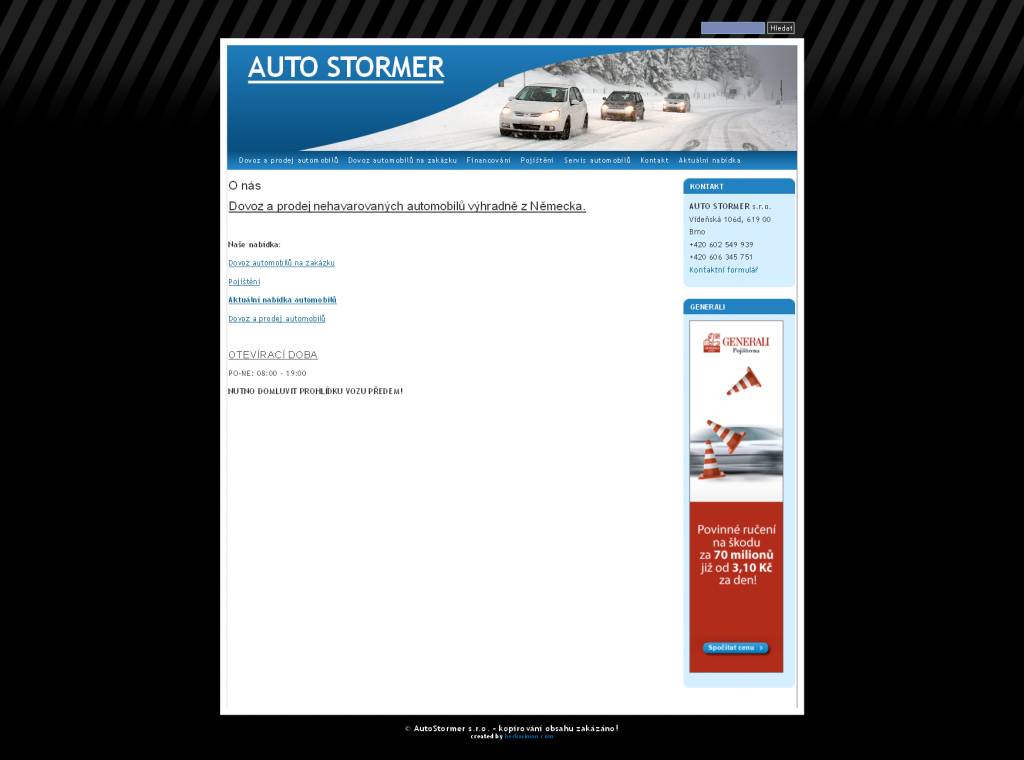 Hledat
AUTO STORMER
Dovoz a prodej automobilů Dovoz automobilů na zakázku Financování Pojištění Servis automobilů Kontakt Aktuální nabídka
O nás
Dovoz a prodej nehavarovaných automobilů výhradně z Německa.
Naše nabídka:
Dovoz automobilů na zakázku
Pojištění
Aktuální nabídka automobilů
Dovoz a prodej automobilů
OTEVÍRACÍ DOBA
PO-NE: 08:00 - 19:00
NUTNO DOMLUVIT PROHLÍDKU VOZU PŘEDEM!
KONTAKT
AUTO STORMER s.r.o.
Vídeňská 106d, 619 00
Brno
+420 602 549 939
+420 606 345 751
Kontaktní formulář
GENERALI
GENERALI
Pojišťovna
Povinné ručení
na škodu
za 70 milionů
již od 3,10 Kč
za den!
Spočítat cenu
© AutoStormer s.r.o. - kopírování obsahu zakázáno!
created by